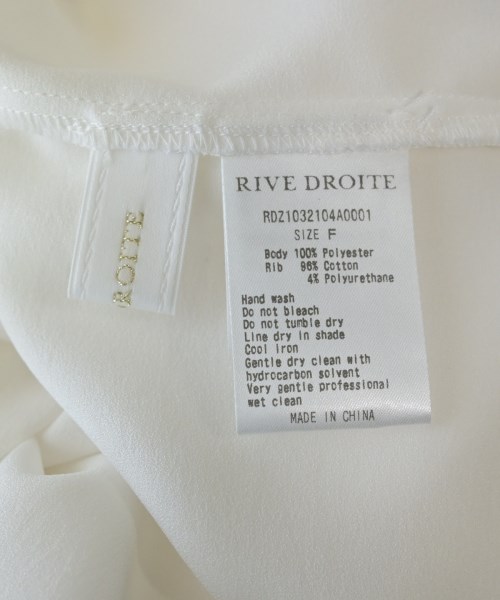 DROITE
RIVE DROITE
RDZ1032104A0001
SIZE F
Body 100% Polyester
Rib 96% Cotton
4% Polyurethane
Hand wash
Do not bleach
Do not tumble dry
Line dry in shade
Cool iron
Gentle dry clean with
hydrocarbon solvent
Very gentle professional
wet clean
MADE IN CHINA